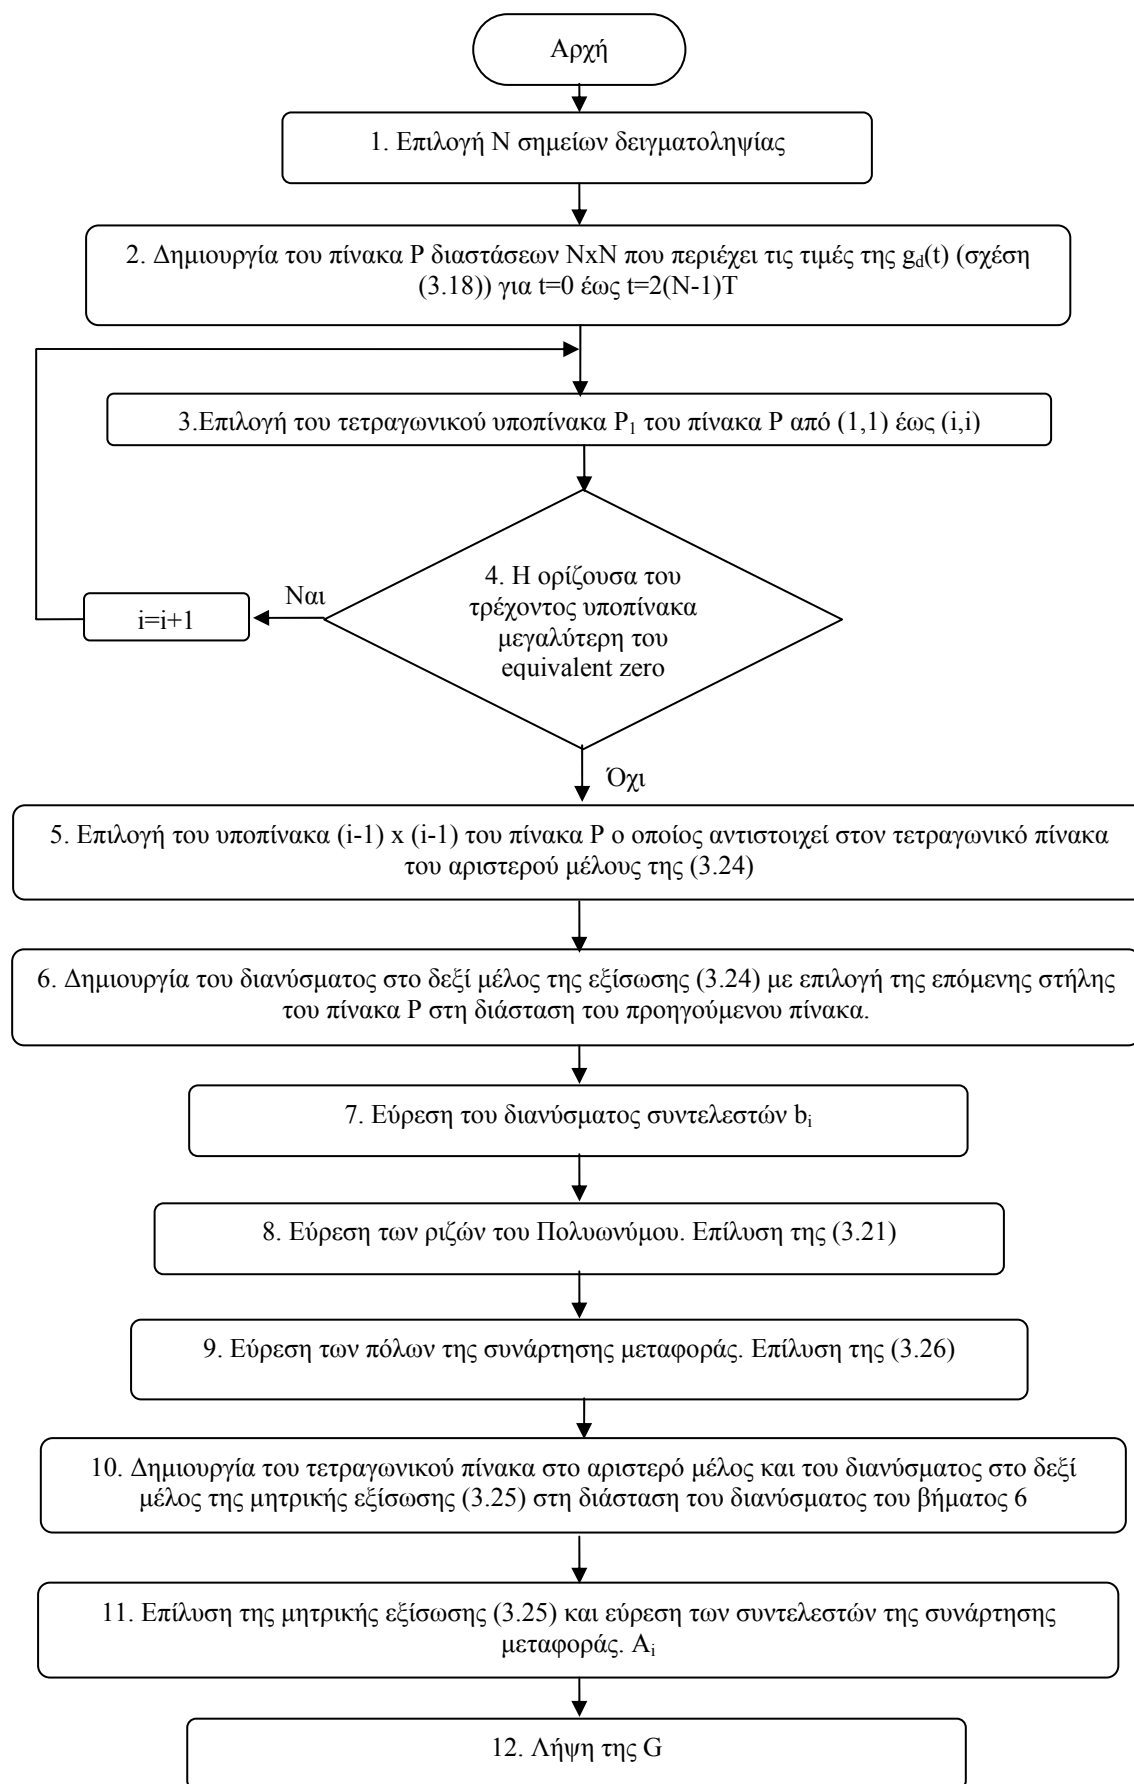 Αρχή
1. Επιλογή Ν σημείων δειγματοληψίας
2. Δημιουργία του πίνακα P διαστάσεων NxN που περιέχει τις τιμές της gd(t) (σχέση
(3.18)) για t=0 έως t=2(N-1)T
3.Επιλογή του τετραγωνικού υποπίνακα P1 του πίνακα P από (1,1) έως (i,i)
4. Η ορίζουσα του
τρέχοντος υποπίνακα
μεγαλύτερη του
equivalent zero
Ναι
i=i+1
Όχι
5. Επιλογή του υποπίνακα (i-1) x (i-1) του πίνακα P ο οποίος αντιστοιχεί στον τετραγωνικό πίνακα
του αριστερού μέλους της (3.24)
6. Δημιουργία του διανύσματος στο δεξί μέλος της εξίσωσης (3.24) με επιλογή της επόμενης στήλης
του πίνακα P στη διάσταση του προηγούμενου πίνακα.
7. Εύρεση του διανύσματος συντελεστών bi
8. Εύρεση των ριζών του Πολυωνύμου. Επίλυση της (3.21)
9. Εύρεση των πόλων της συνάρτησης μεταφοράς. Επίλυση της (3.26)
10. Δημιουργία του τετραγωνικού πίνακα στο αριστερό μέλος και του διανύσματος στο δεξί
μέλος της μητρικής εξίσωσης (3.25) στη διάσταση του διανύσματος του βήματος 6
11. Επίλυση της μητρικής εξίσωσης (3.25) και εύρεση των συντελεστών της συνάρτησης
μεταφοράς. Ai
12. Λήψη της G